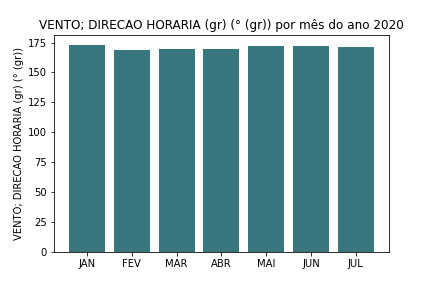 VENTO; DIRECAO HORARIA (gr) (° (gr)) por mês do ano 2020
VENTO; DIRECAO HORARIA (gr) (° (gr))
175
150
125
100
75
50
25
0
JAN FEV MAR ABR MAI JUN JUL